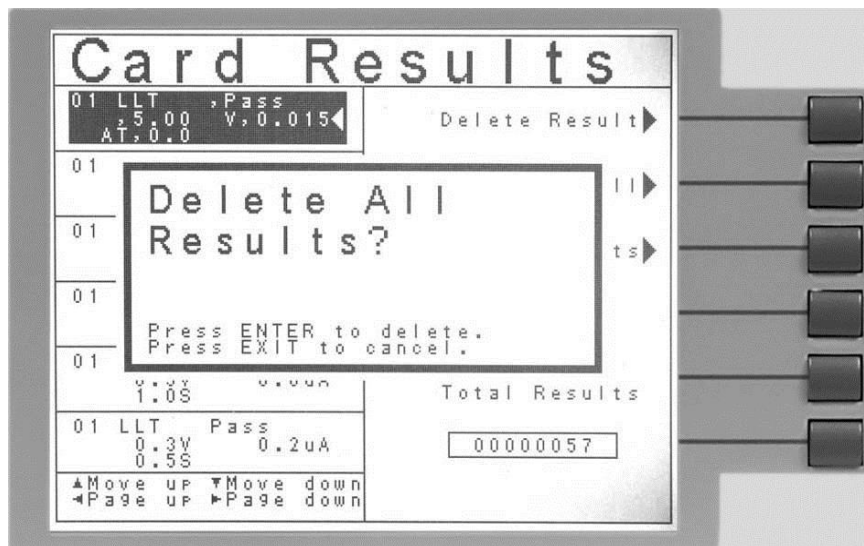 Card Results
01 LLT ,Pass
,5.00 V,0.015
AT,0.0
Delete Result
01
ll
01
ts
01
01
Delete All
Results?
Press ENTER to delete.
Press EXIT to cancel.
1.0S
Total Results
01 LLT Pass
0.3V 0.2uA
0.5S
00000057
▲Move up ▼Move down
◄Page up ►Page down